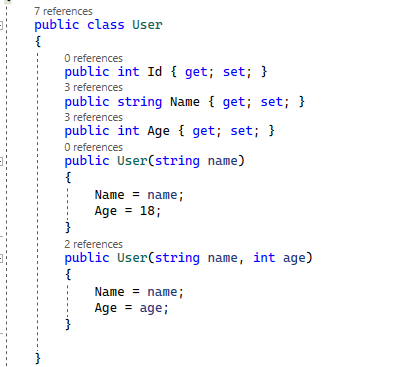 7 references
public class User
{
0 references
public int Id { get; set; }
3 references
public string Name { get; set; }
3 references
public int Age { get; set; }
0 references
public User(string name)
{
Name = name;
Age = 18;
}
2 references
public User(string name, int age)
{
Name = name;
Age = age;
}
}